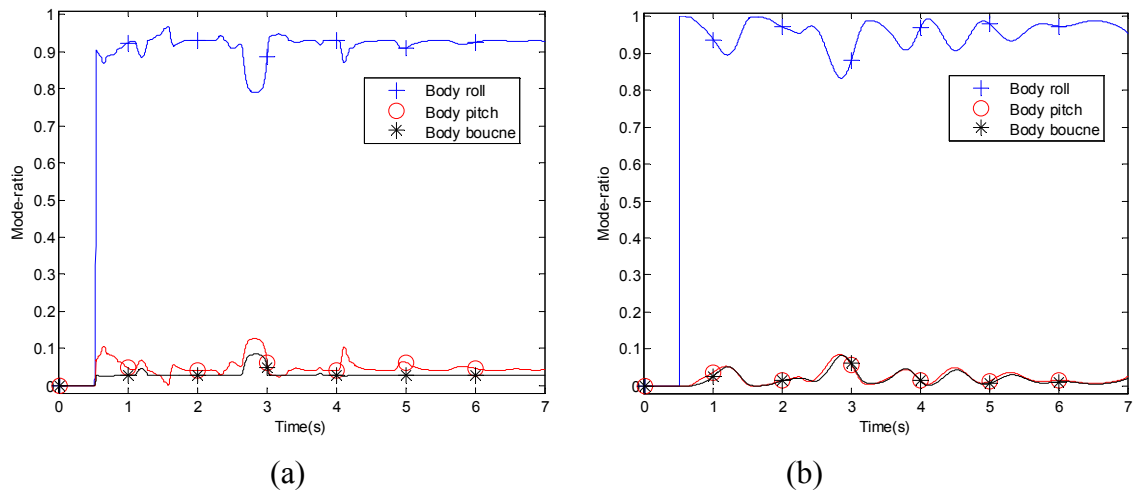 1
0.9
0.8
0.7
0.6
0.5
0.4
0.3
0.2
0.1
0
Mode-ratio
0 1 2 3 4 5 6 7
Time(s)
Body roll
Body pitch
Body boucne
(a)
1
0.9
0.8
0.7
0.6
0.5
0.4
0.3
0.2
0.1
0
Mode-ratio
0 1 2 3 4 5 6 7
Time(s)
Body roll
Body pitch
Body boucne
(b)